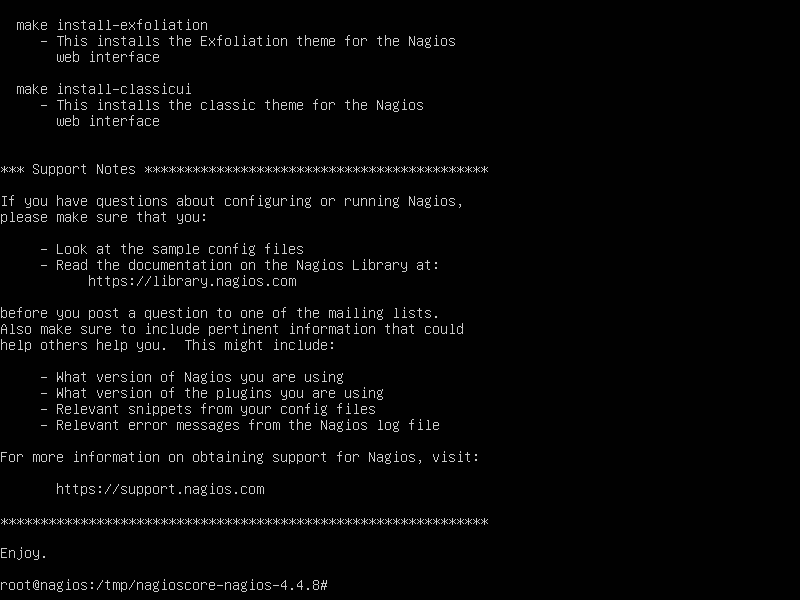 make install-exfoliation
- This installs the Exfoliation theme for the Nagios
web interface
make install-classicui
- This installs the classic theme for the Nagios
web interface
*** Support Notes *******************************************
If you have questions about configuring or running Nagios,
please make sure that you:
- Look at the sample config files
- Read the documentation on the Nagios Library at:
https://library.nagios.com
before you post a question to one of the mailing lists.
Also make sure to include pertinent information that could
help others help you.  This might include:
- What version of Nagios you are using
- What version of the plugins you are using
- Relevant snippets from your config files
- Relevant error messages from the Nagios log file
For more information on obtaining support for Nagios, visit:
https://support.nagios.com
*************************************************************
Enjoy.
root@nagios:/tmp/nagioscore-nagios-4.4.8#